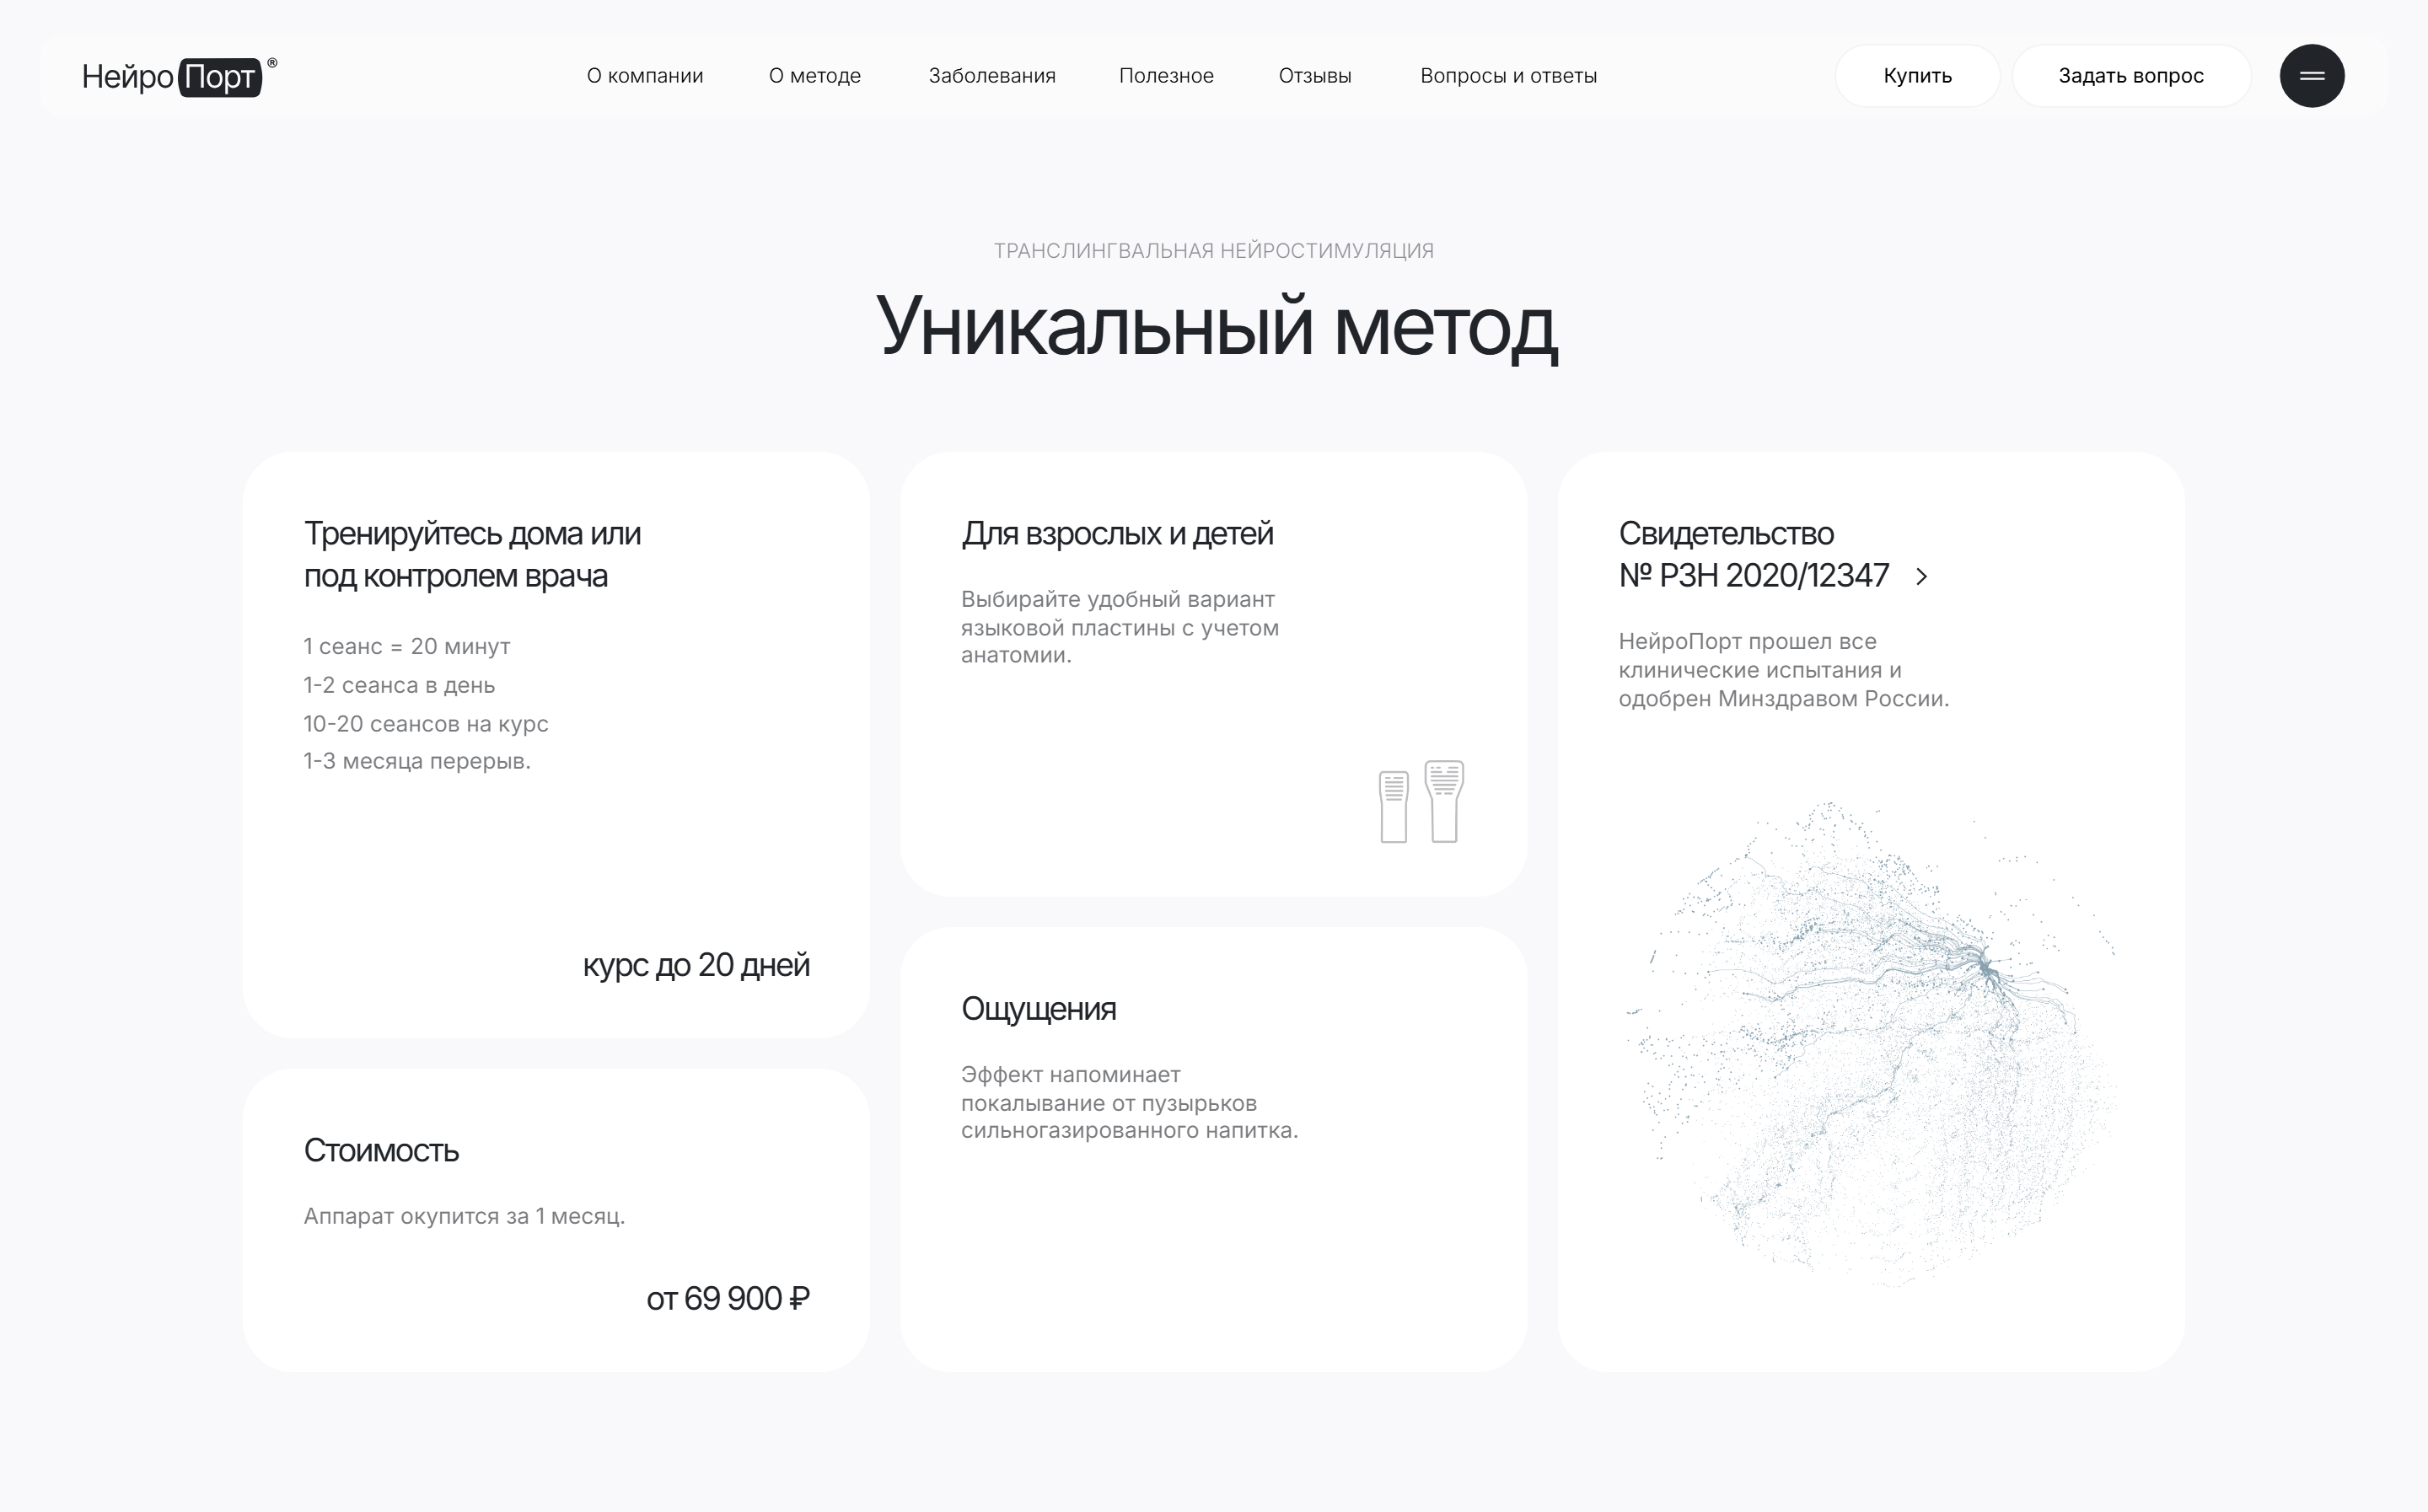 НейроПорт®
О компании
О методе
Заболевания
Полезное
Отзывы
Вопросы и ответы
Купить
Задать вопрос
ТРАНСЛИНГВАЛЬНАЯ НЕЙРОСТИМУЛЯЦИЯ
Уникальный метод
Тренируйтесь дома или
под контролем врача
1 сеанс = 20 минут
1-2 сеанса в день
10-20 сеансов на курс
1-3 месяца перерыв.
курс до 20 дней
Стоимость
Аппарат окупится за 1 месяц.
от 69 900 ₽
Для взрослых и детей
Выбирайте удобный вариант
языковой пластины с учетом
анатомии.
Ощущения
Эффект напоминает
покалывание от пузырьков
сильногазированного напитка.
Свидетельство
№ РЗН 2020/12347
НейроПорт прошел все
клинические испытания и
одобрен Минздравом России.